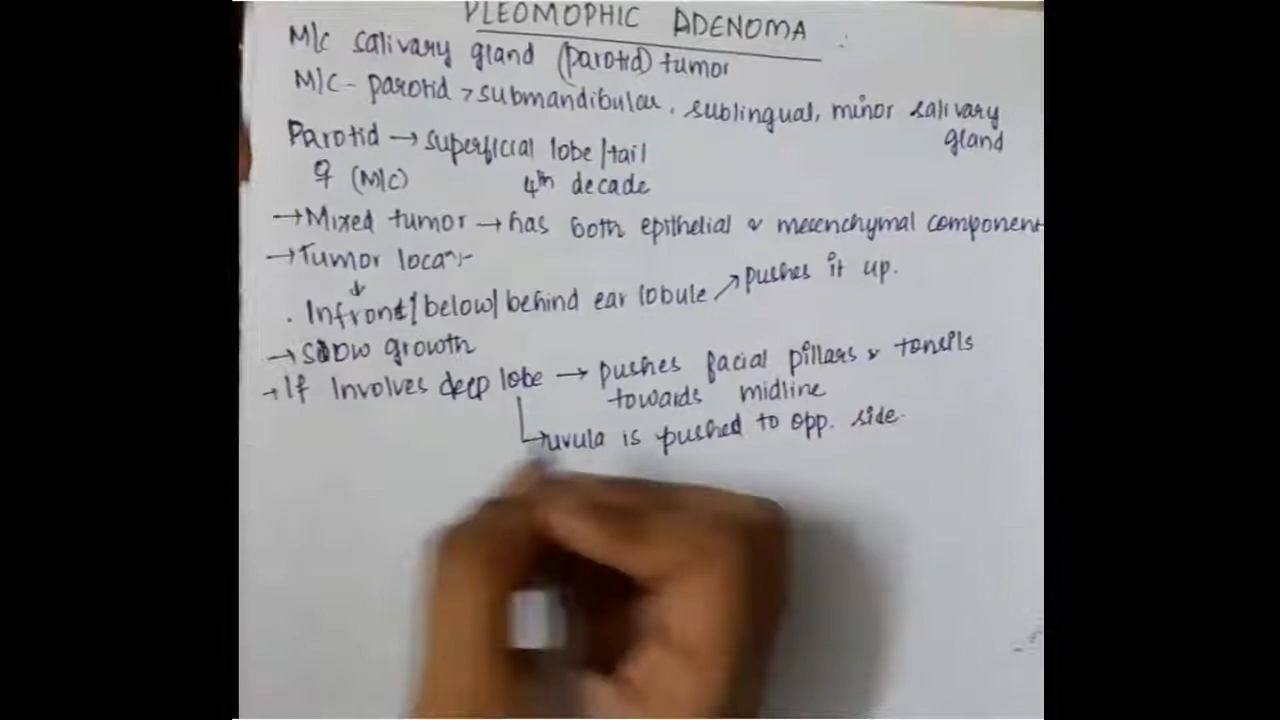 PLEOMOPHIC ADENOMA
M/c salivary gland (parotid) tumor
M/c - parotid > submandibular, sublingual, minor salivary
gland
Parotid → superficial lobe/tail
♀ (M/c) 4th decade
→ Mixed tumor → has both epithelial & mesenchymal component
→ Tumor locan:-
↓
. Infront/below/behind ear lobule ↗ pushes it up.
→ Slow growth
→ If Involves deep lobe → pushes facial pillars & tonsils
towards midline
↳ uvula is pushed to opp. side.